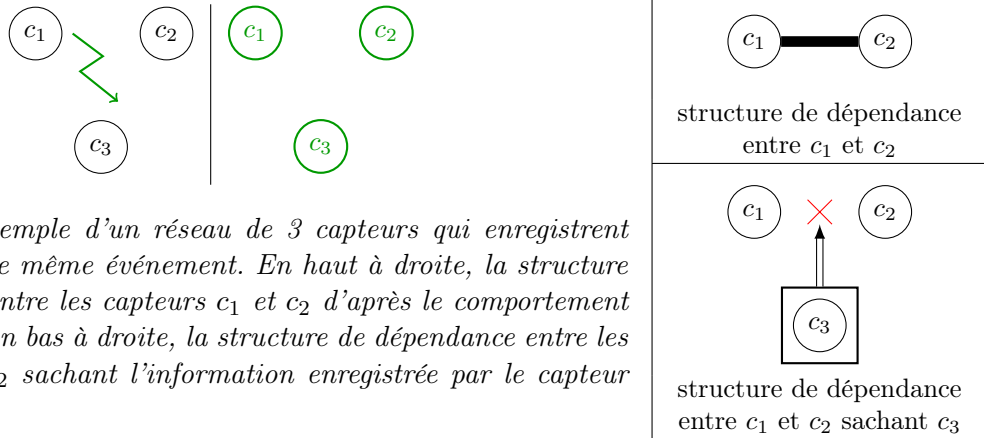 c₁ c₂ c₁ c₂
c₃ c₃
emple d'un réseau de 3 capteurs qui enregistrent
e même événement. En haut à droite, la structure
ntre les capteurs c₁ et c₂ d'après le comportement
n bas à droite, la structure de dépendance entre les
₂ sachant l'information enregistrée par le capteur
c₁ c₂
structure de dépendance
entre c₁ et c₂
c₁ c₂
c₃
structure de dépendance
entre c₁ et c₂ sachant c₃